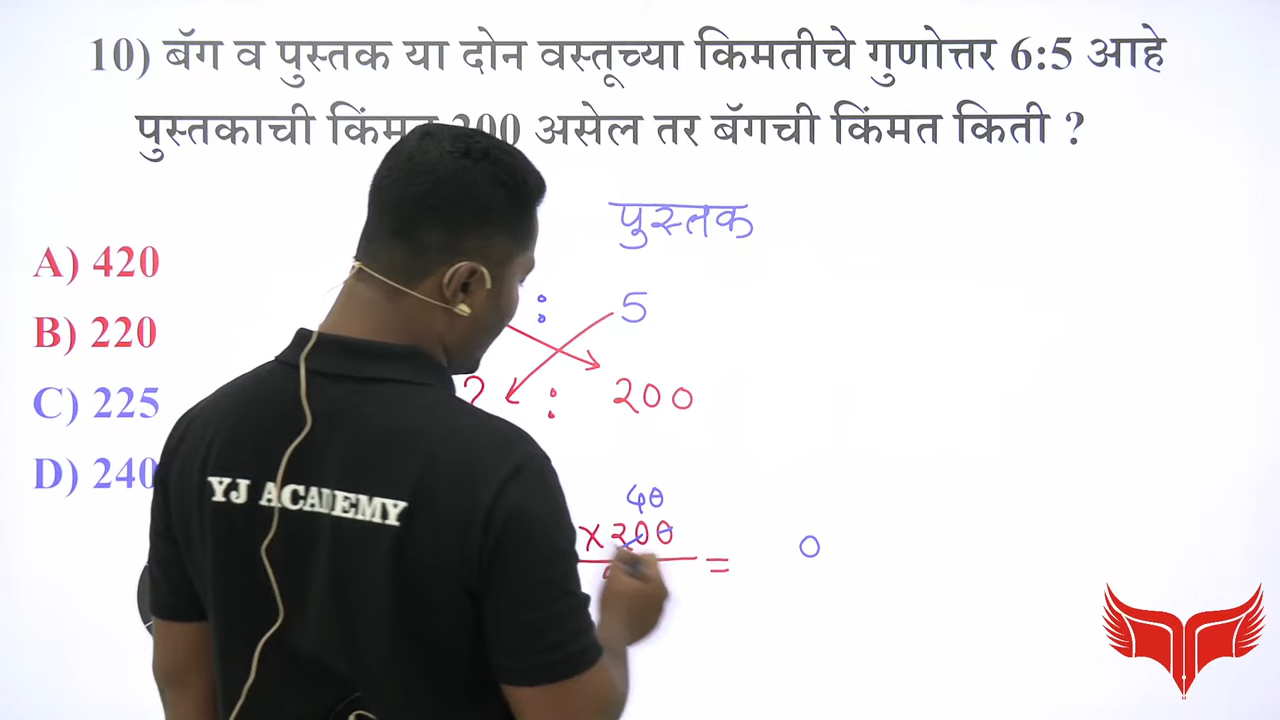 10) बॅग व पुस्तक या दोन वस्तूच्या किमतीचे गुणोत्तर 6:5 आहे
पुस्तकाची 200 असेल तर बॅगची किंमत किती ?
पुस्तक
A) 420
: 5
B) 220
? : 200
C) 225
D) 240
YJ ACADEMY
40
× 200 = 0